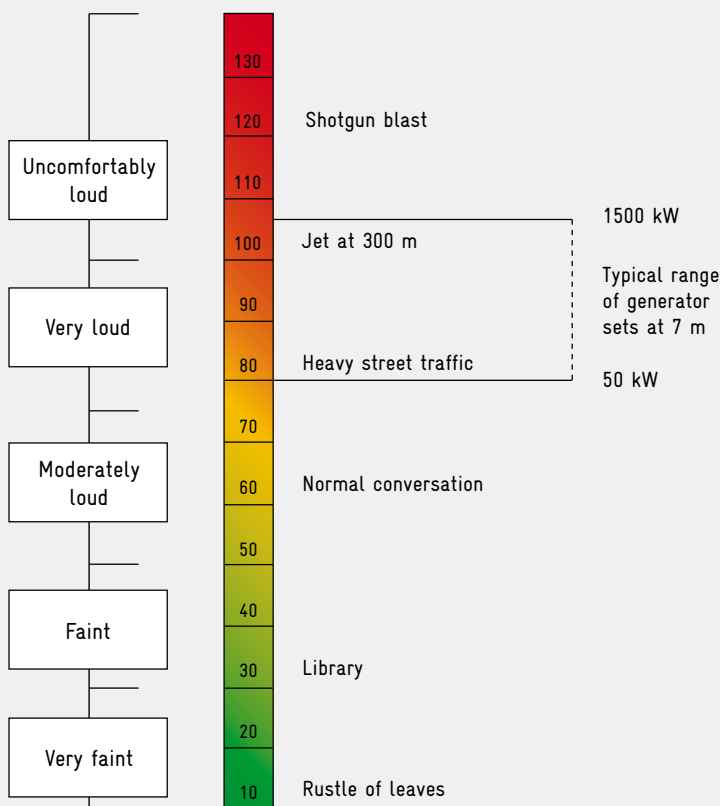 130
120
Shotgun blast
Uncomfortably
loud
110
1500 kW
100
Jet at 300 m
Typical range
of generator
sets at 7 m
90
Very loud
80
Heavy street traffic
50 kW
70
Moderately
loud
60
Normal conversation
50
40
Faint
30
Library
20
Very faint
10
Rustle of leaves